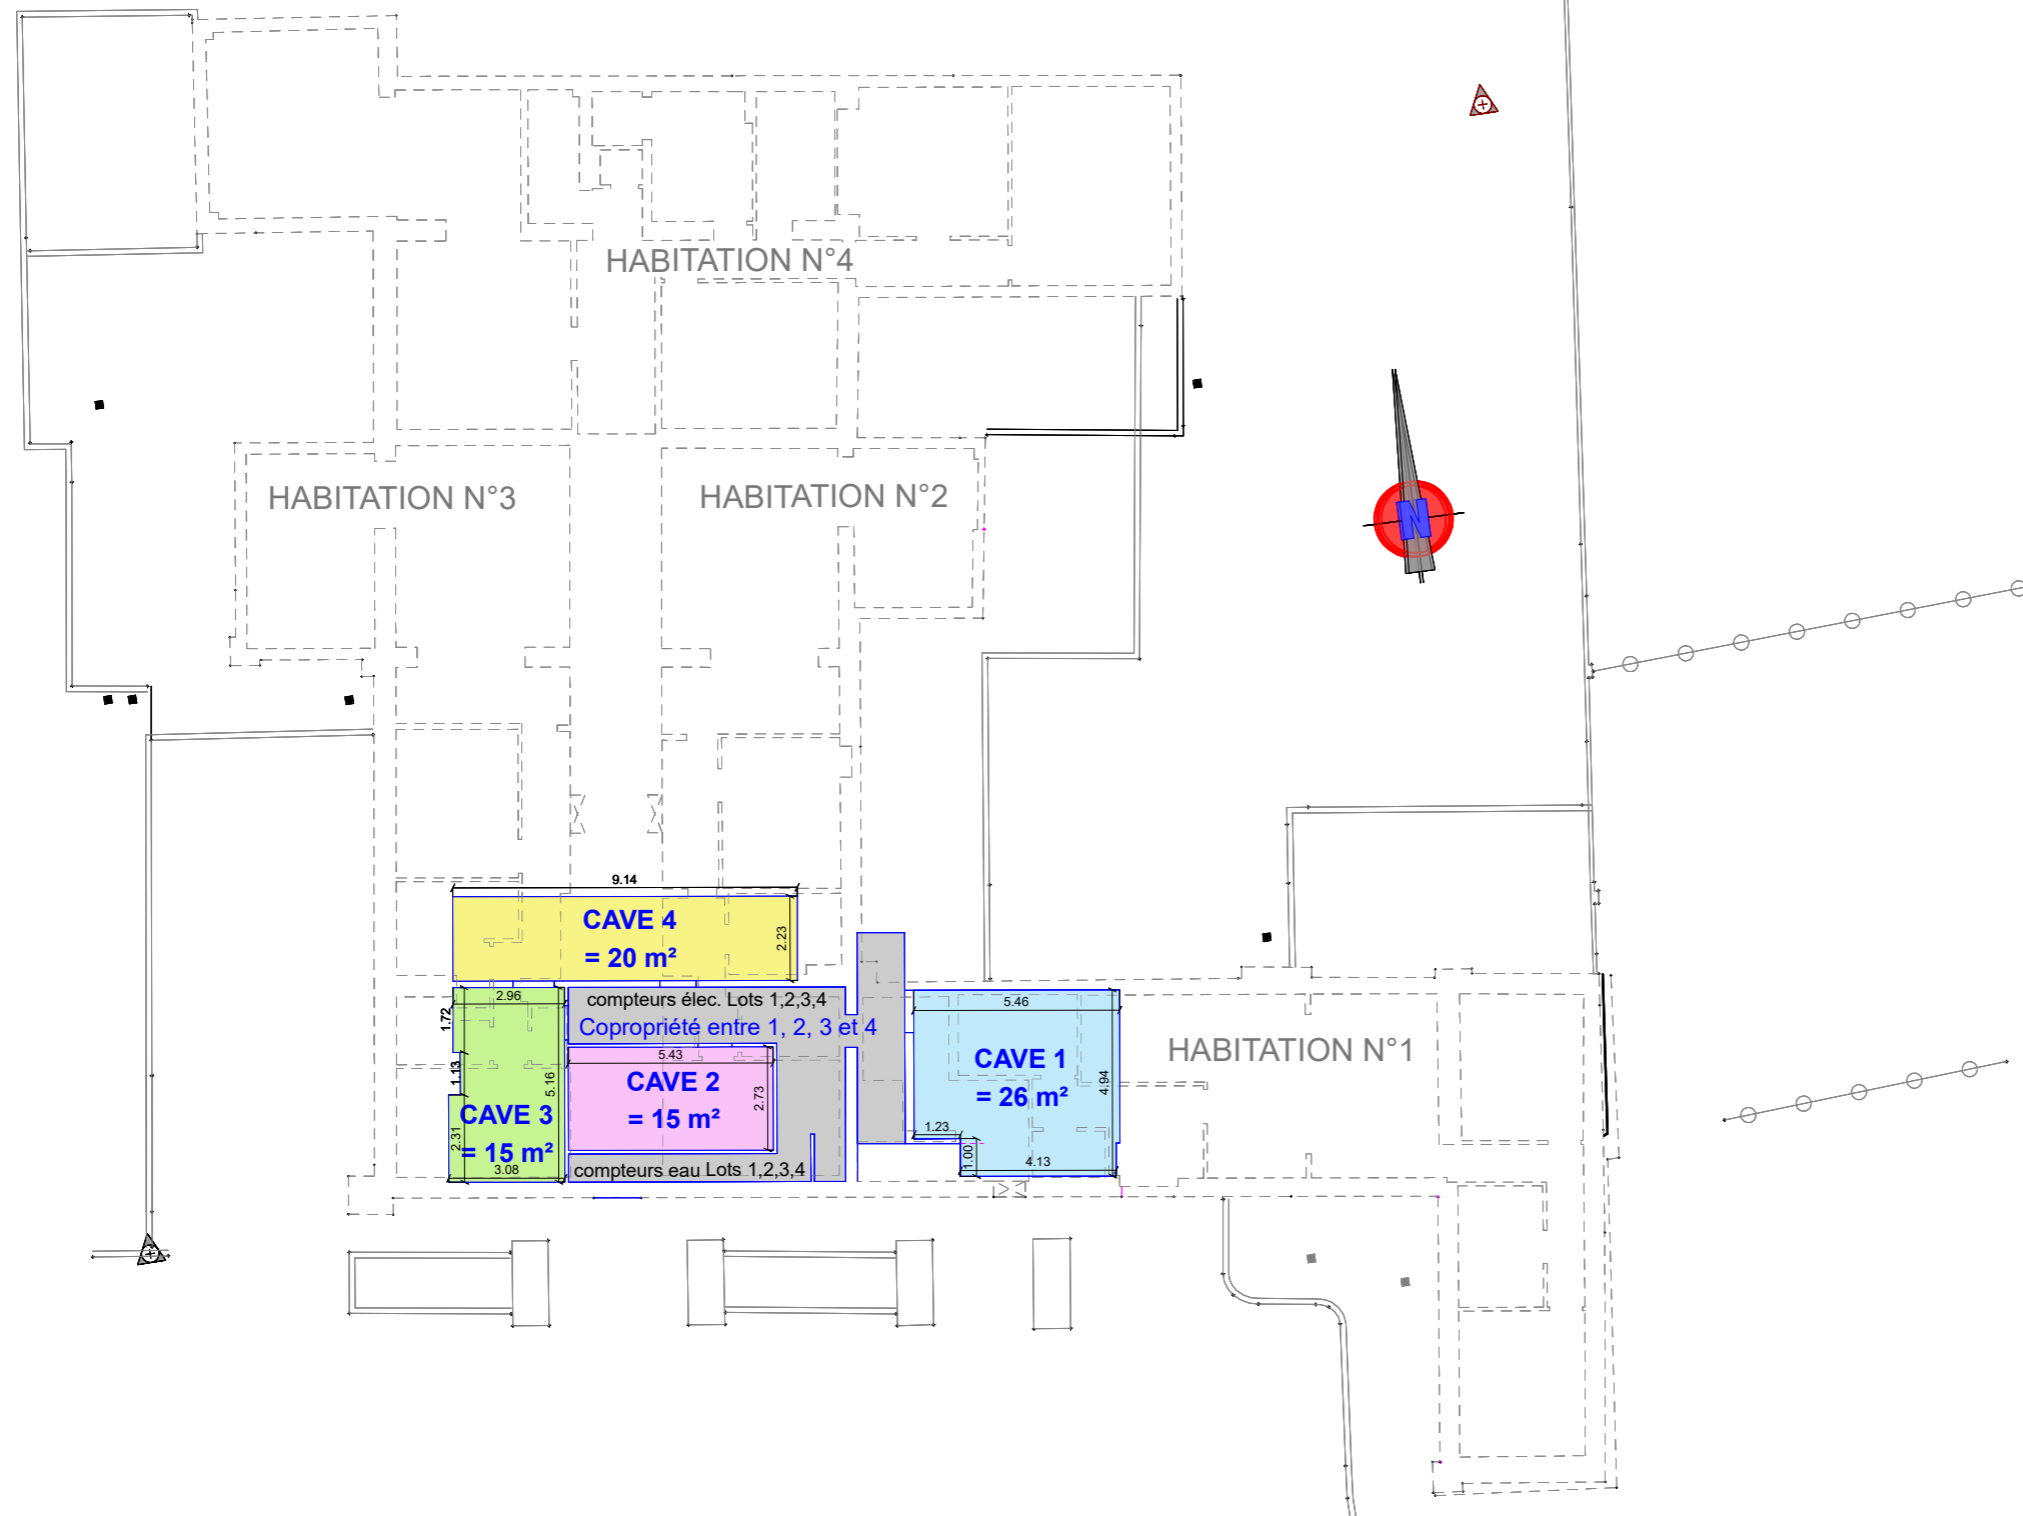 HABITATION N°4
HABITATION N°3
HABITATION N°2
N
9.14
CAVE 4
= 20 m²
2.23
2.96
compteurs élec. Lots 1,2,3,4
5.46
1.72
Copropriété entre 1, 2, 3 et 4
HABITATION N°1
5.43
CAVE 1
= 26 m²
4.94
1.13
5.16
CAVE 2
= 15 m²
2.73
CAVE 3
= 15 m²
2.31
1.23
1.00
4.13
3.08
compteurs eau Lots 1,2,3,4